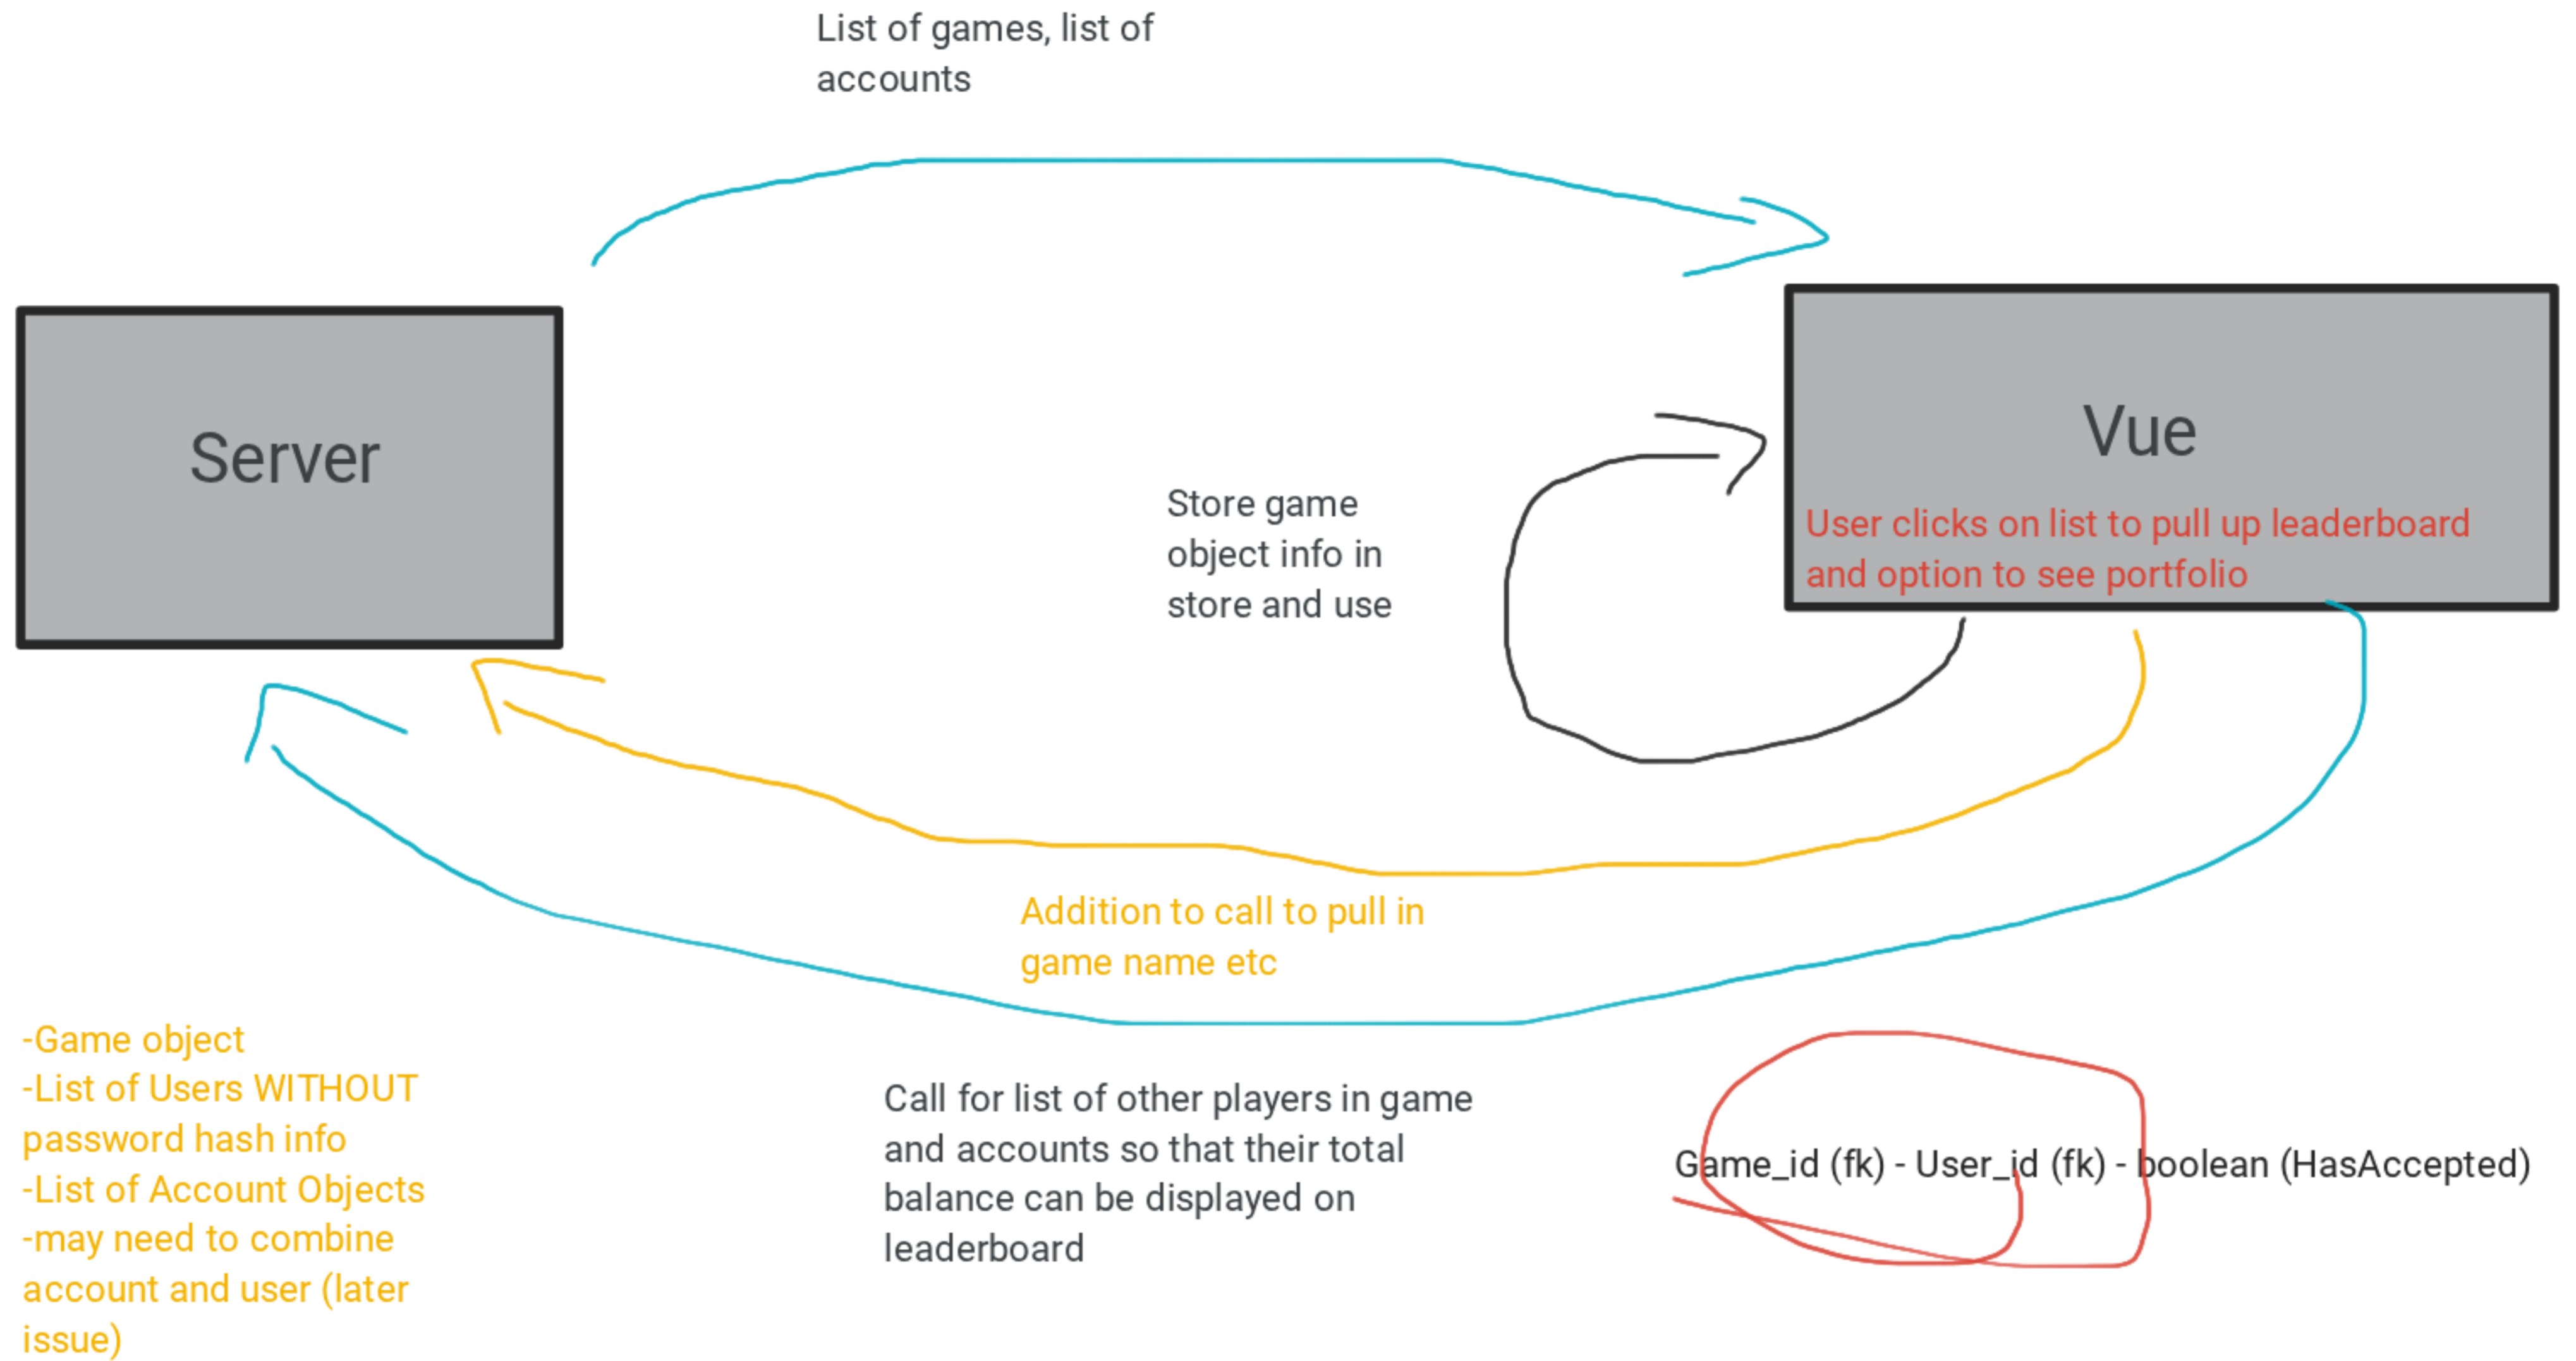 List of games, list of
accounts
Server
Vue
User clicks on list to pull up leaderboard
and option to see portfolio
Store game
object info in
store and use
Addition to call to pull in
game name etc
-Game object
-List of Users WITHOUT
password hash info
-List of Account Objects
-may need to combine
account and user (later
issue)
Call for list of other players in game
and accounts so that their total
balance can be displayed on
leaderboard
Game_id (fk) - User_id (fk) - boolean (HasAccepted)